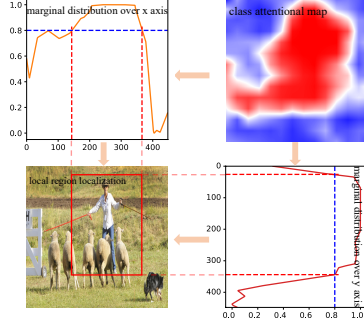 marginal distribution over x axis
1.0
0.8
0.6
0.4
0.2
0.0
0 100 200 300 400
class attentional map
local region localization
marginal distribution over y axis
0
100
200
300
400
0.0 0.2 0.4 0.6 0.8 1.0